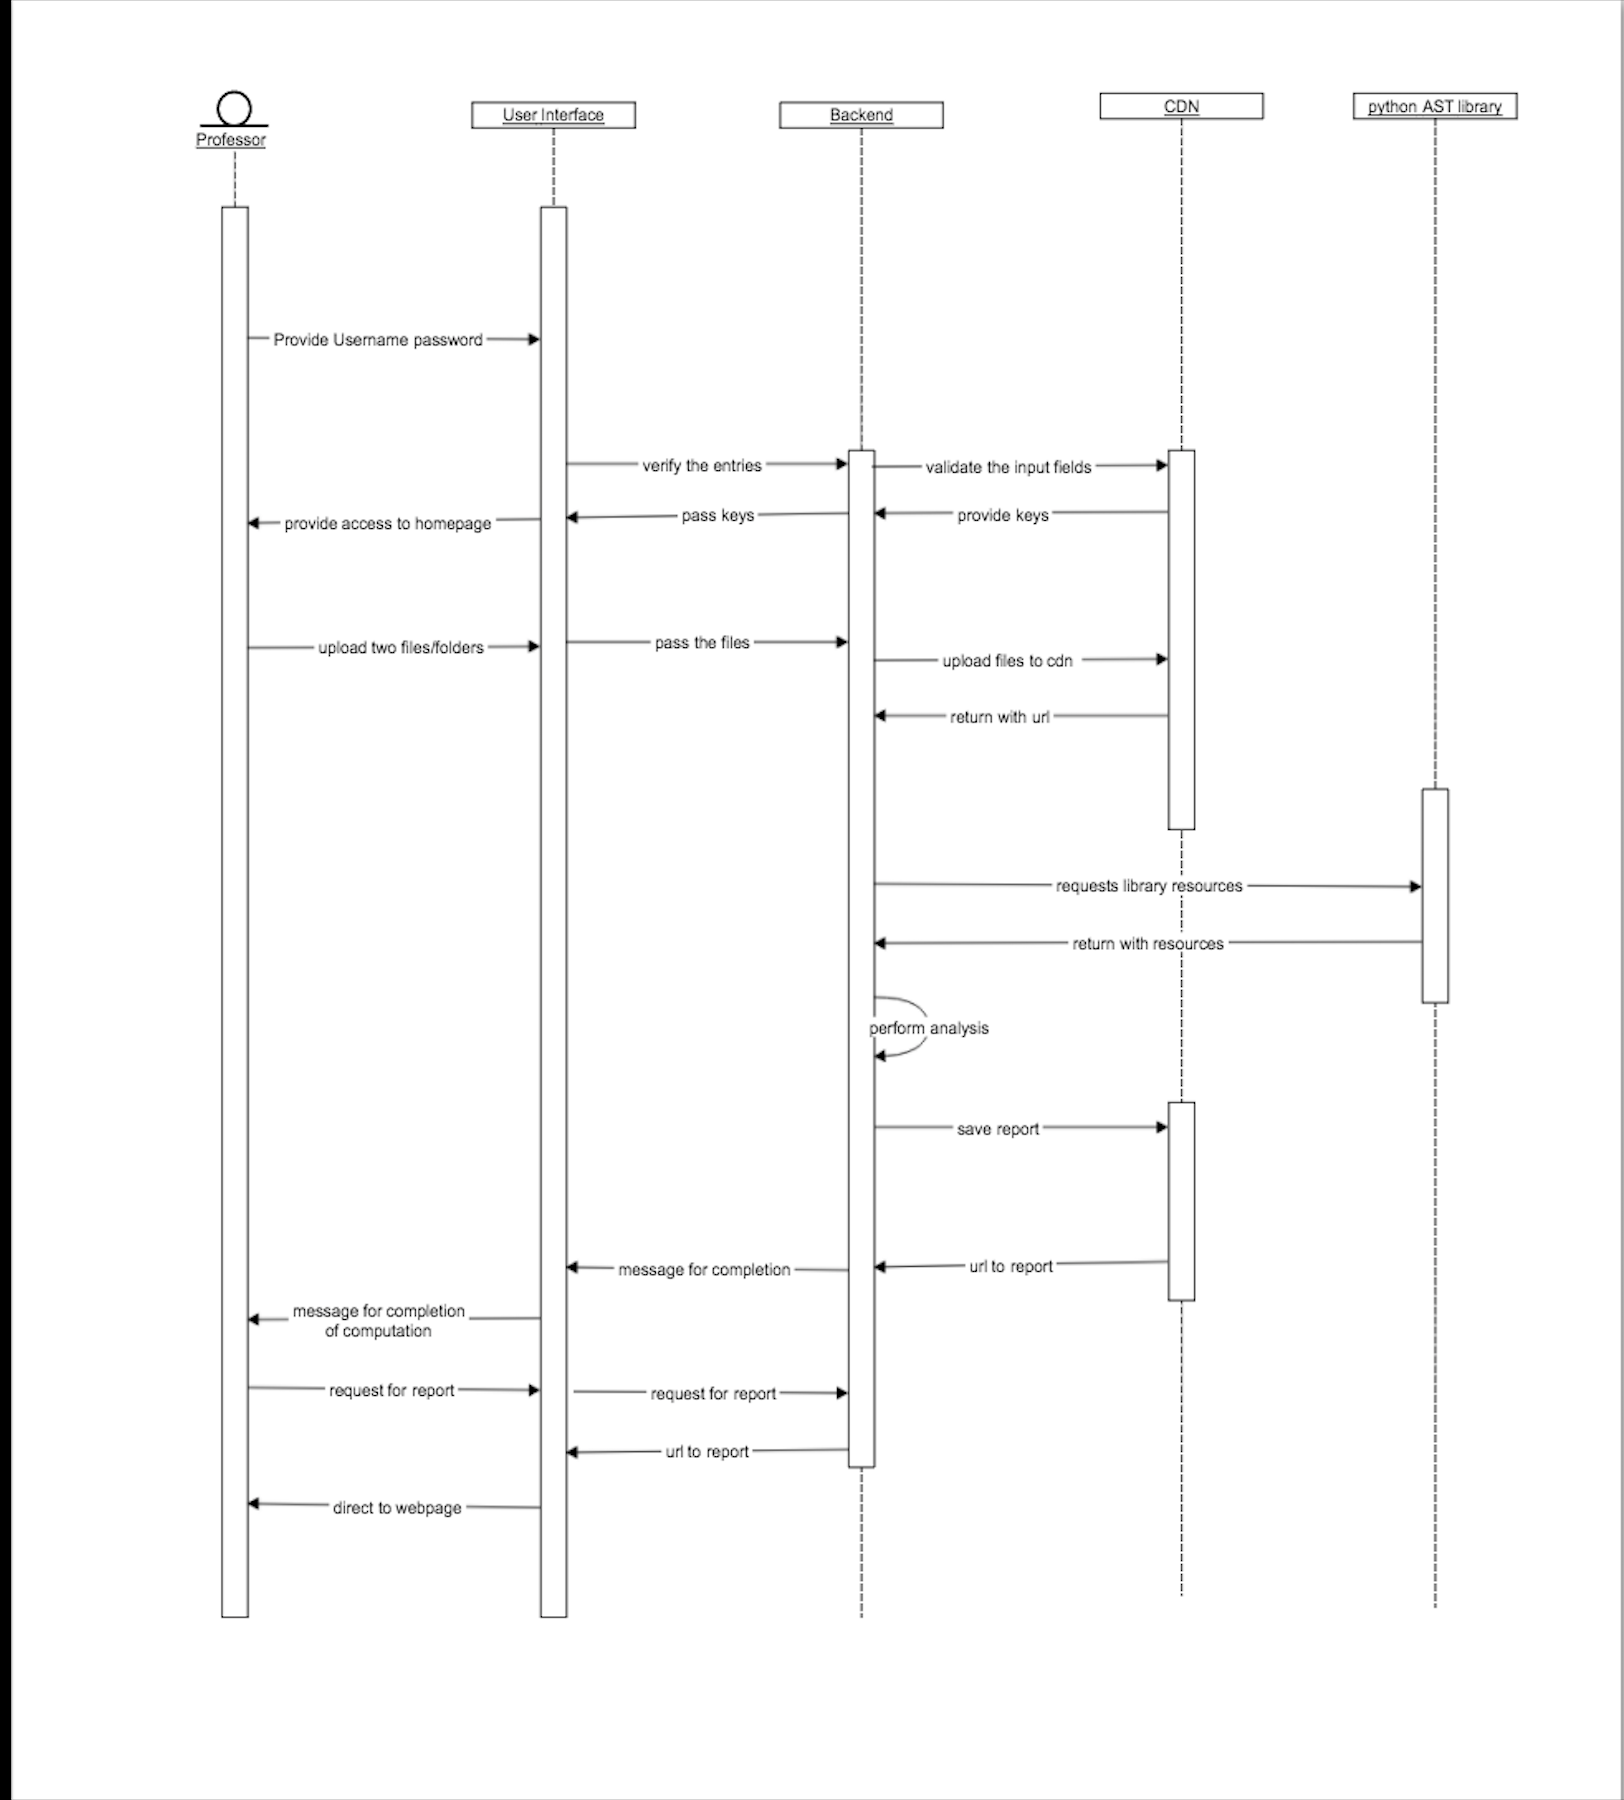 Professor
User Interface
Backend
CDN
python AST library
Provide Username password
verify the entries
validate the input fields
provide access to homepage
pass keys
provide keys
upload two files/folders
pass the files
upload files to cdn
return with url
requests library resources
return with resources
perform analysis
save report
message for completion
url to report
message for completion
of computation
request for report
request for report
url to report
direct to webpage